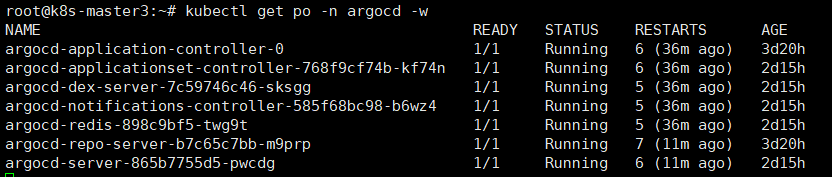 root@k8s-master3:~# kubectl get po -n argocd -w
NAME READY STATUS RESTARTS AGE
argocd-application-controller-0 1/1 Running 6 (36m ago) 3d20h
argocd-applicationset-controller-768f9cf74b-kf74n 1/1 Running 6 (36m ago) 2d15h
argocd-dex-server-7c59746c46-sksgg 1/1 Running 5 (36m ago) 2d15h
argocd-notifications-controller-585f68bc98-b6wz4 1/1 Running 5 (36m ago) 2d15h
argocd-redis-898c9bf5-twg9t 1/1 Running 5 (36m ago) 2d15h
argocd-repo-server-b7c65c7bb-m9prp 1/1 Running 7 (11m ago) 3d20h
argocd-server-865b7755d5-pwcdg 1/1 Running 6 (11m ago) 2d15h